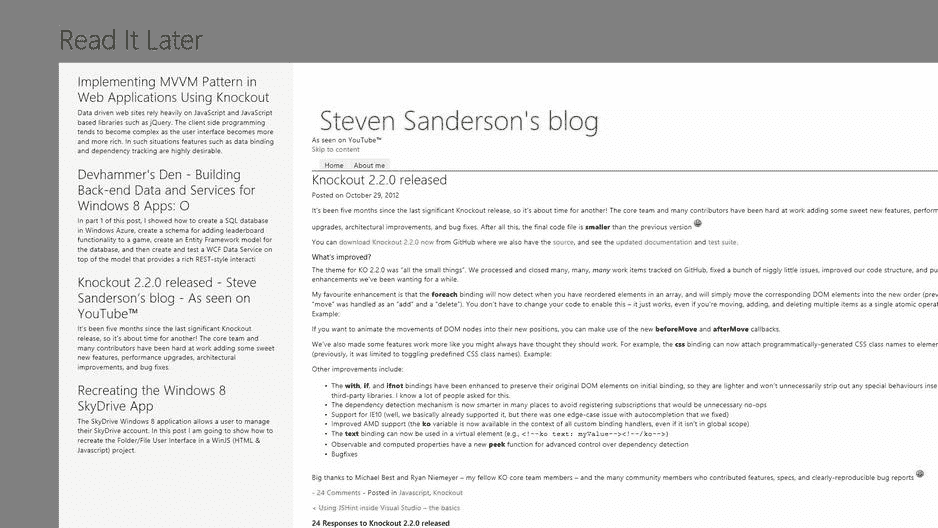 Read It Later
Implementing MVVM Pattern in
Web Applications Using Knockout
Data driven web sites rely heavily on JavaScript and JavaScript
based libraries such as jQuery. The client side programming
tends to become complex as the user interface becomes more
and more rich. In such situations features such as data binding
and dependency tracking are highly desirable.
Devhammer's Den - Building
Back-end Data and Services for
Windows 8 Apps: O
In part 1 of this post, I showed how to create a SQL database
in Windows Azure, create a schema for adding leaderboard
functionality to a game, create an Entity Framework model for
the database, and then create and test a WCF Data Service on
top of the model that provides a rich REST-style interacti
Knockout 2.2.0 released - Steve
Sanderson's blog - As seen on
YouTube™
It's been five months since the last significant Knockout
release, so it's about time for another! The core team and
many contributors have been hard at work adding some sweet
new features, performance upgrades, architectural
improvements, and bug fixes.
Recreating the Windows 8
SkyDrive App
The SkyDrive Windows 8 application allows a user to manage
their SkyDrive account. In this post I am going to show how to
recreate the Folder/File User Interface in a WinJS (HTML &
Javascript) project.
Steven Sanderson's blog
As seen on YouTube™
Skip to content
Home About me
Knockout 2.2.0 released
Posted on October 29, 2012
It's been five months since the last significant Knockout release, so it's about time for another! The core team and many contributors have been hard at work adding some sweet new features, perform
upgrades, architectural improvements, and bug fixes. After all this, the final code file is smaller than the previous version
You can download Knockout 2.2.0 now from GitHub where we also have the source, and see the updated documentation and test suite.
What's improved?
The theme for KO 2.2.0 was "all the small things". We processed and closed many, many, many work items tracked on GitHub, fixed a bunch of niggly little issues, improved our code structure, and pu
enhancements we've been wanting for a while.
My favourite enhancement is that the foreach binding will now detect when you have reordered elements in an array, and will simply move the corresponding DOM elements into the new order (prev
"move" was handled as an "add" and a "delete"). You don't have to change your code to enable this – it just works, even if you're moving, adding, and deleting multiple items as a single atomic operat
Example:
If you want to animate the movements of DOM nodes into their new positions, you can make use of the new beforeMove and afterMove callbacks.
We've also made some features work more like you might always have thought they should work. For example, the css binding can now attach programmatically-generated CSS class names to eleme
(previously, it was limited to toggling predefined CSS class names). Example:
Other improvements include:
• The with, if, and ifnot bindings have been enhanced to preserve their original DOM elements on initial binding, so they are lighter and won't unnecessarily strip out any special behaviours inse
third-party libraries. I know a lot of people asked for this.
• The dependency detection mechanism is now smarter in many places to avoid registering subscriptions that would be unnecessary no-ops
• Support for IE10 (well, we basically already supported it, but there was one edge-case issue with autocompletion that we fixed)
• Improved AMD support (the ko variable is now available in the context of all custom binding handlers, even if it isn't in global scope)
• The text binding can now be used in a virtual element (e.g., <!--ko text: myValue--><!--/ko-->)
• Observable and computed properties have a new peek function for advanced control over dependency detection
• Bugfixes
Big thanks to Michael Best and Ryan Niemeyer – my fellow KO core team members – and the many community members who contributed features, specs, and clearly-reproducible bug reports
- 24 Comments - Posted in Javascript, Knockout
« Using JSHint inside Visual Studio – the basics
24 Responses to Knockout 2.2.0 released